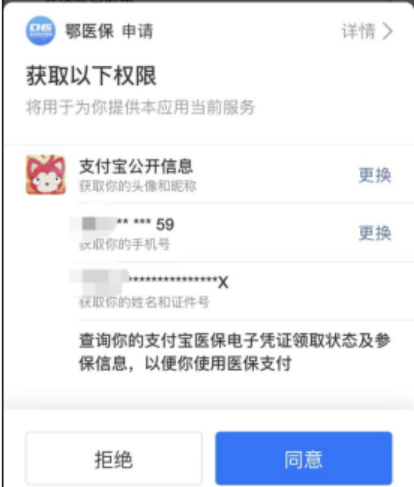 CHS 鄂医保 申请 详情 >
获取以下权限
将用于为你提供本应用当前服务
支付宝公开信息 更换
获取你的头像和昵称
** *** 59 更换
获取你的手机号
***************X
获取你的姓名和证件号
查询你的支付宝医保电子凭证领取状态及参
保信息，以便你使用医保支付
拒绝 同意